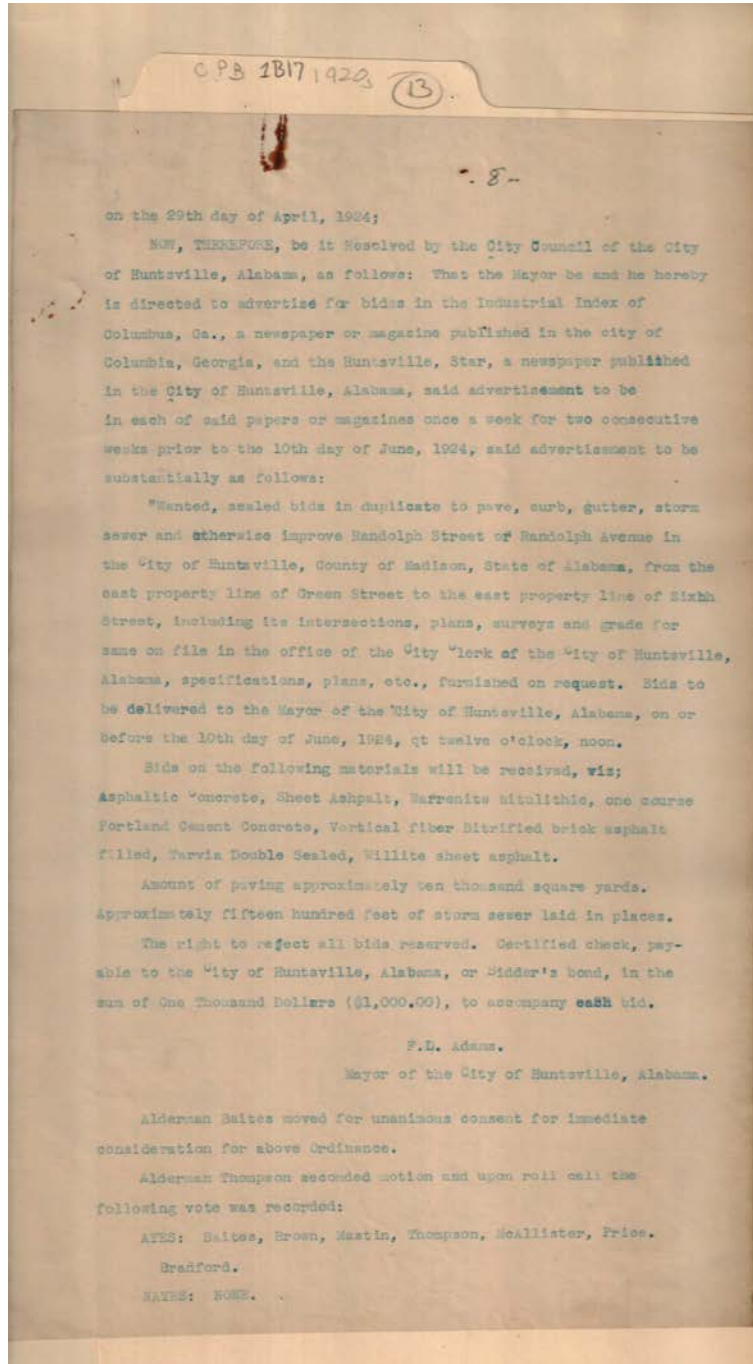 CPB 1B17 1920s 13
- 8 -
on the 29th day of April, 1924;
NOW, THEREFORE, be it Resolved by the City Council of the City
of Huntsville, Alabama, as follows: That the Mayor be and he hereby
is directed to advertise for bids in the Industrial Index of
Columbus, Ga., a newspaper or magazine published in the city of
Columbia, Georgia, and the Huntsville, Star, a newspaper published
in the City of Huntsville, Alabama, said advertisement to be
in each of said papers or magazines once a week for two consecutive
weeks prior to the 10th day of June, 1924, said advertisement to be
substantially as follows:
"Wanted, sealed bids in duplicate to pave, curb, gutter, storm
sewer and otherwise improve Randolph Street or Randolph Avenue in
the City of Huntsville, County of Madison, State of Alabama, from the
east property line of Green Street to the east property line of Sixbh
Street, including its intersections, plans, surveys and grade for
same on file in the office of the City Clerk of the City of Huntsville,
Alabama, specifications, plans, etc., furnished on request. Bids to
be delivered to the Mayor of the City of Huntsville, Alabama, on or
before the 10th day of June, 1924, qt twelve o'clock, noon.
Bids on the following materials will be received, viz;
Asphaltic Concrete, Sheet Ashpalt, Warrenite Bitulithic, one course
Portland Cement Concrete, Vertical fiber Bitrified brick asphalt
filled, Tarvia Double Sealed, Willite sheet asphalt.
Amount of paving approximately ten thousand square yards.
Approximately fifteen hundred feet of storm sewer laid in places.
The right to reject all bids reserved. Certified check, pay-
able to the City of Huntsville, Alabama, or Bidder's bond, in the
sum of One Thousand Dollars ($1,000.00), to accompany each bid.
F.D. Adams.
Mayor of the City of Huntsville, Alabama.
Alderman Baites moved for unanimous consent for immediate
consideration for above Ordinance.
Alderman Thompson seconded motion and upon roll call the
following vote was recorded:
AYES: Baites, Brown, Mastin, Thompson, McAllister, Price.
Bradford.
NAYES: NONE.